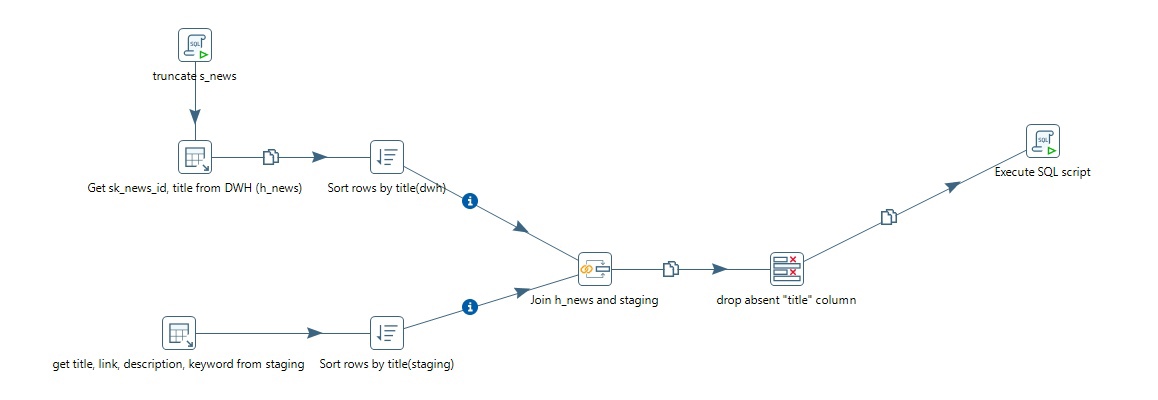 SQL
truncate s_news
Get sk_news_id, title from DWH (h_news)
Sort rows by title(dwh)
SQL
Execute SQL script
Join h_news and staging
drop absent "title" column
get title, link, description, keyword from staging
Sort rows by title(staging)